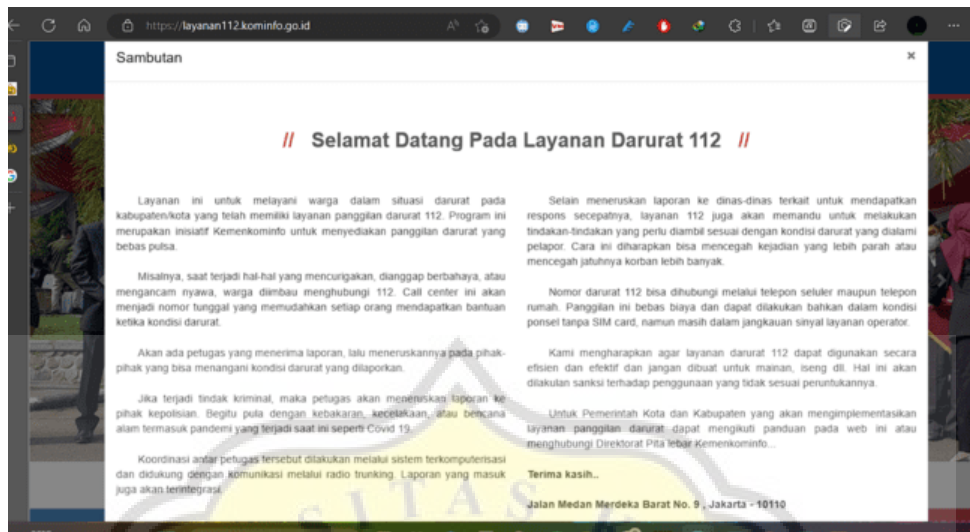 https://layanan112.kominfo.go.id
Sambutan
// Selamat Datang Pada Layanan Darurat 112 //
Layanan ini untuk melayani warga dalam situasi darurat pada
kabupaten/kota yang telah memiliki layanan panggilan darurat 112. Program ini
merupakan inisiatif Kemenkominfo untuk menyediakan panggilan darurat yang
bebas pulsa.
Misalnya, saat terjadi hal-hal yang mencurigakan, dianggap berbahaya, atau
mengancam nyawa, warga diimbau menghubungi 112. Call center ini akan
menjadi nomor tunggal yang memudahkan setiap orang mendapatkan bantuan
ketika kondisi darurat.
Akan ada petugas yang menerima laporan, lalu meneruskannya pada pihak-
pihak yang bisa menangani kondisi darurat yang dilaporkan.
Jika terjadi tindak kriminal, maka petugas akan meneruskan laporan ke
pihak kepolisian. Begitu pula dengan kebakaran, kecelakaan, atau bencana
alam termasuk pandemi yang terjadi saat ini seperti Covid 19.
Koordinasi antar petugas tersebut dilakukan melalui sistem terkomputerisasi
dan didukung dengan komunikasi melalui radio trunking. Laporan yang masuk
juga akan terintegrasi.
Selain meneruskan laporan ke dinas-dinas terkait untuk mendapatkan
respons secepatnya, layanan 112 juga akan memandu untuk melakukan
tindakan-tindakan yang perlu diambil sesuai dengan kondisi darurat yang dialami
pelapor. Cara ini diharapkan bisa mencegah kejadian yang lebih parah atau
mencegah jatuhnya korban lebih banyak.
Nomor darurat 112 bisa dihubungi melalui telepon seluler maupun telepon
rumah. Panggilan ini bebas biaya dan dapat dilakukan bahkan dalam kondisi
ponsel tanpa SIM card, namun masih dalam jangkauan sinyal layanan operator.
Kami mengharapkan agar layanan darurat 112 dapat digunakan secara
efisien dan efektif dan jangan dibuat untuk mainan, iseng dll. Hal ini akan
dilakulan sanksi terhadap penggunaan yang tidak sesuai peruntukannya.
Untuk Pemerintah Kota dan Kabupaten yang akan mengimplementasikan
layanan panggilan darurat dapat mengikuti panduan pada web ini atau
menghubungi Direktorat Pita lebar Kemenkominfo...
Terima kasih..
Jalan Medan Merdeka Barat No. 9 , Jakarta - 10110
SITAS